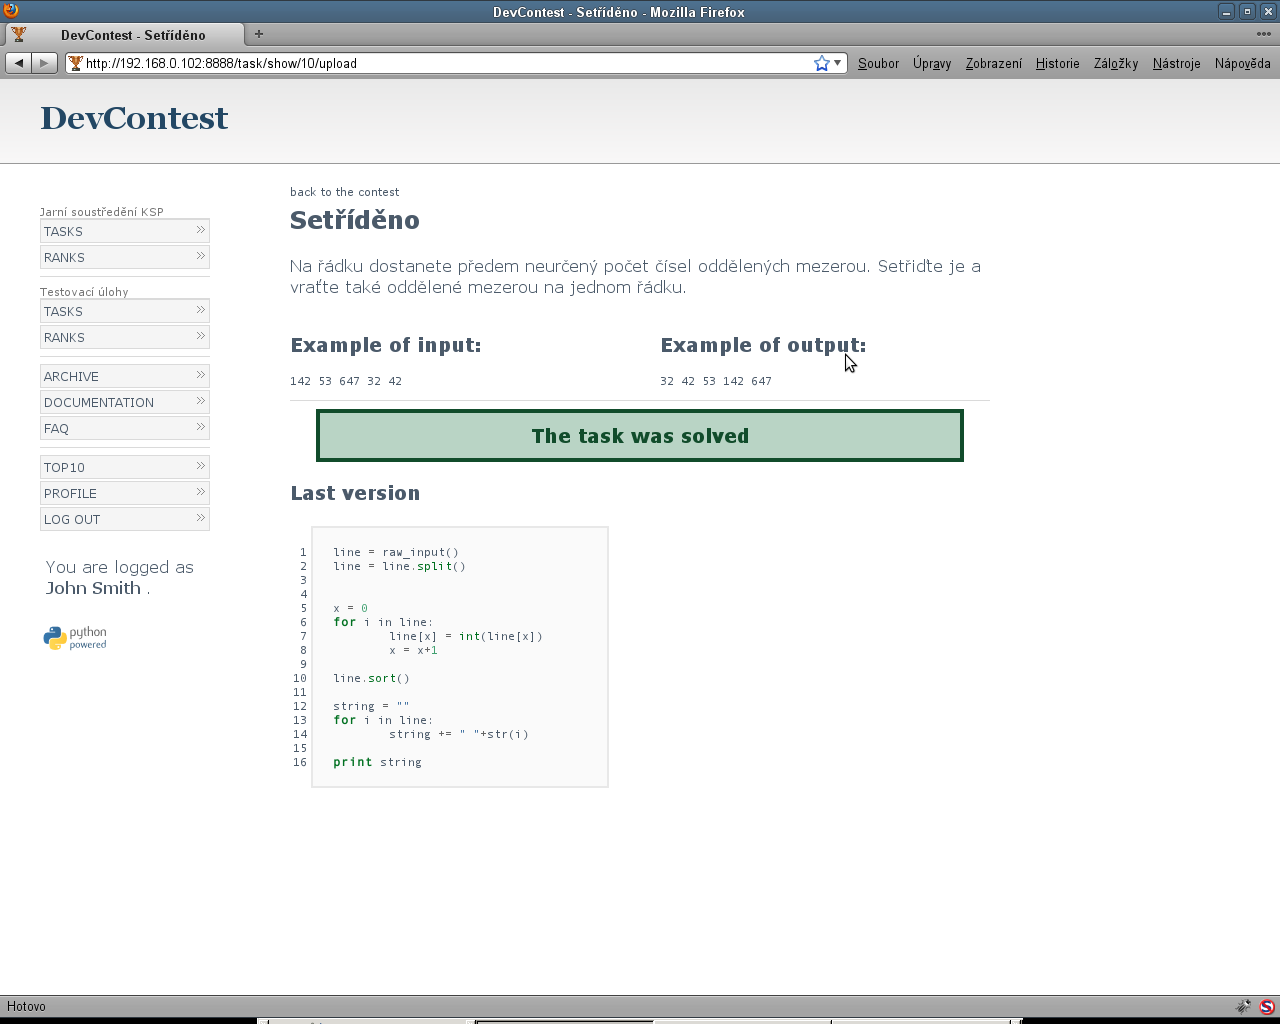 DevContest - Setříděno - Mozilla Firefox
DevContest - Setříděno
http://192.168.0.102:8888/task/show/10/upload
Soubor Úpravy Zobrazení Historie Záložky Nástroje Nápověda
DevContest
Jarní soustředění KSP
TASKS
RANKS
Testovací úlohy
TASKS
RANKS
ARCHIVE
DOCUMENTATION
FAQ
TOP10
PROFILE
LOG OUT
You are logged as
John Smith .
python
powered
back to the contest
Setříděno
Na řádku dostanete předem neurčený počet čísel oddělených mezerou. Setřiďte je a
vraťte také oddělené mezerou na jednom řádku.
Example of input:
142 53 647 32 42
Example of output:
32 42 53 142 647
The task was solved
Last version
1 line = raw_input()
2 line = line.split()
3
4
5 x = 0
6 for i in line:
7 line[x] = int(line[x])
8 x = x+1
9
10 line.sort()
11
12 string = ""
13 for i in line:
14 string += " "+str(i)
15
16 print string
Hotovo